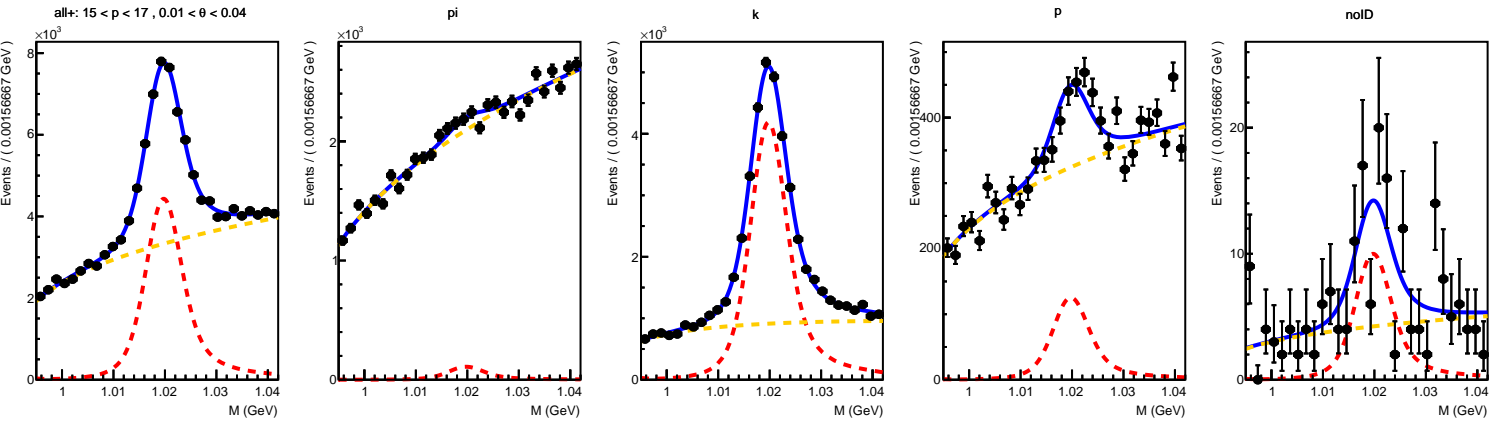 all+: 15 < p < 17 , 0.01 < θ < 0.04
×10³
Events / ( 0.00156667 GeV )
8
6
4
2
0
1 1.01 1.02 1.03 1.04
M (GeV)
pi
×10³
Events / ( 0.00156667 GeV )
2
1
0
1 1.01 1.02 1.03 1.04
M (GeV)
k
×10³
Events / ( 0.00156667 GeV )
4
2
0
1 1.01 1.02 1.03 1.04
M (GeV)
p
Events / ( 0.00156667 GeV )
400
200
0
1 1.01 1.02 1.03 1.04
M (GeV)
noID
Events / ( 0.00156667 GeV )
20
10
0
1 1.01 1.02 1.03 1.04
M (GeV)